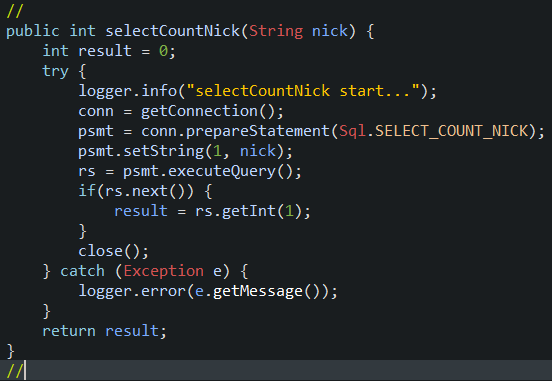 //
public int selectCountNick(String nick) {
    int result = 0;
    try {
        logger.info("selectCountNick start...");
        conn = getConnection();
        psmt = conn.prepareStatement(Sql.SELECT_COUNT_NICK);
        psmt.setString(1, nick);
        rs = psmt.executeQuery();
        if(rs.next()) {
            result = rs.getInt(1);
        }
        close();
    } catch (Exception e) {
        logger.error(e.getMessage());
    }
    return result;
}
//